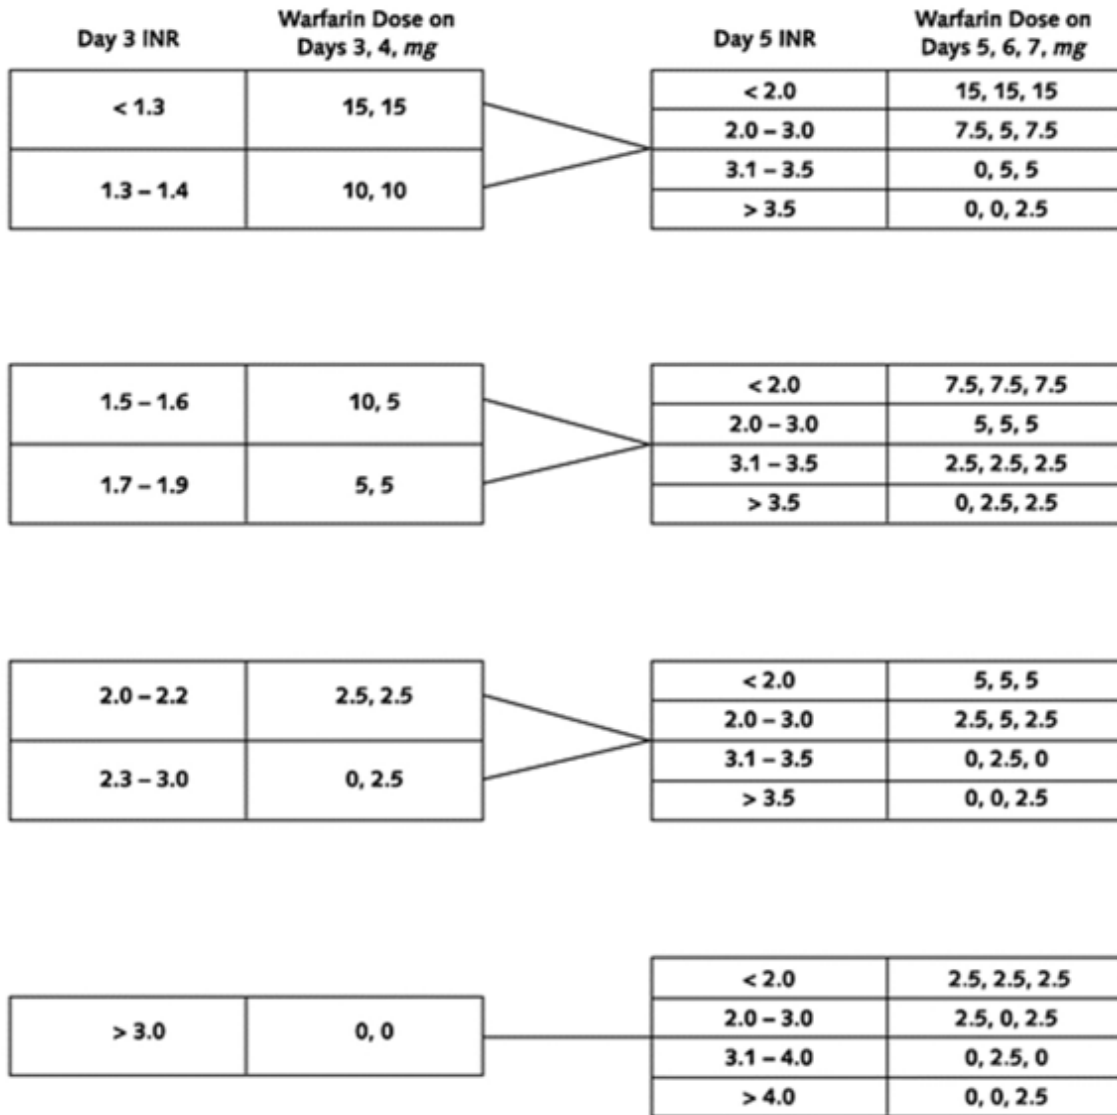 Day 3 INR
Warfarin Dose on
Days 3, 4, mg
Day 5 INR
Warfarin Dose on
Days 5, 6, 7, mg
< 1.3
15, 15
1.3 – 1.4
10, 10
< 2.0
15, 15, 15
2.0 – 3.0
7.5, 5, 7.5
3.1 – 3.5
0, 5, 5
> 3.5
0, 0, 2.5
1.5 – 1.6
10, 5
1.7 – 1.9
5, 5
< 2.0
7.5, 7.5, 7.5
2.0 – 3.0
5, 5, 5
3.1 – 3.5
2.5, 2.5, 2.5
> 3.5
0, 2.5, 2.5
2.0 – 2.2
2.5, 2.5
2.3 – 3.0
0, 2.5
< 2.0
5, 5, 5
2.0 – 3.0
2.5, 5, 2.5
3.1 – 3.5
0, 2.5, 0
> 3.5
0, 0, 2.5
> 3.0
0, 0
< 2.0
2.5, 2.5, 2.5
2.0 – 3.0
2.5, 0, 2.5
3.1 – 4.0
0, 2.5, 0
> 4.0
0, 0, 2.5